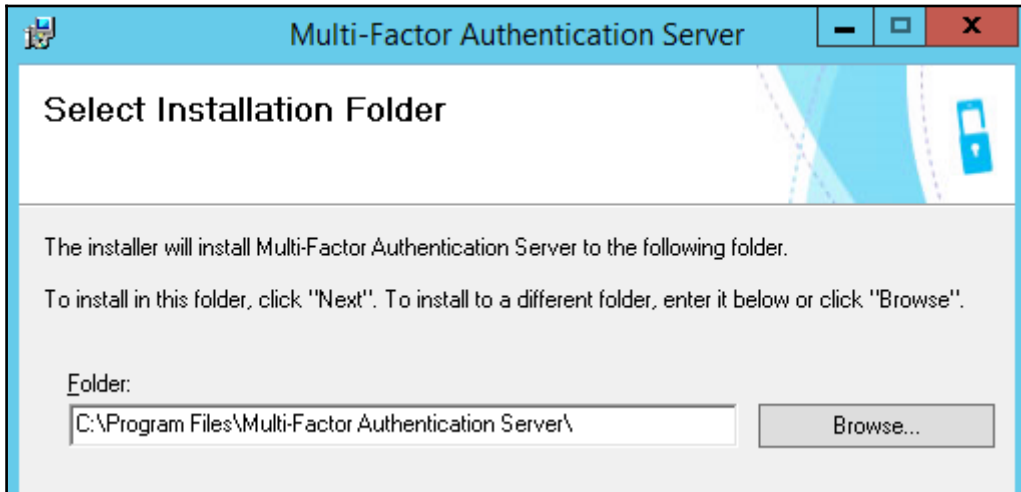 Multi-Factor Authentication Server
Select Installation Folder
The installer will install Multi-Factor Authentication Server to the following folder.
To install in this folder, click "Next". To install to a different folder, enter it below or click "Browse".
Folder:
C:\Program Files\Multi-Factor Authentication Server\
Browse...